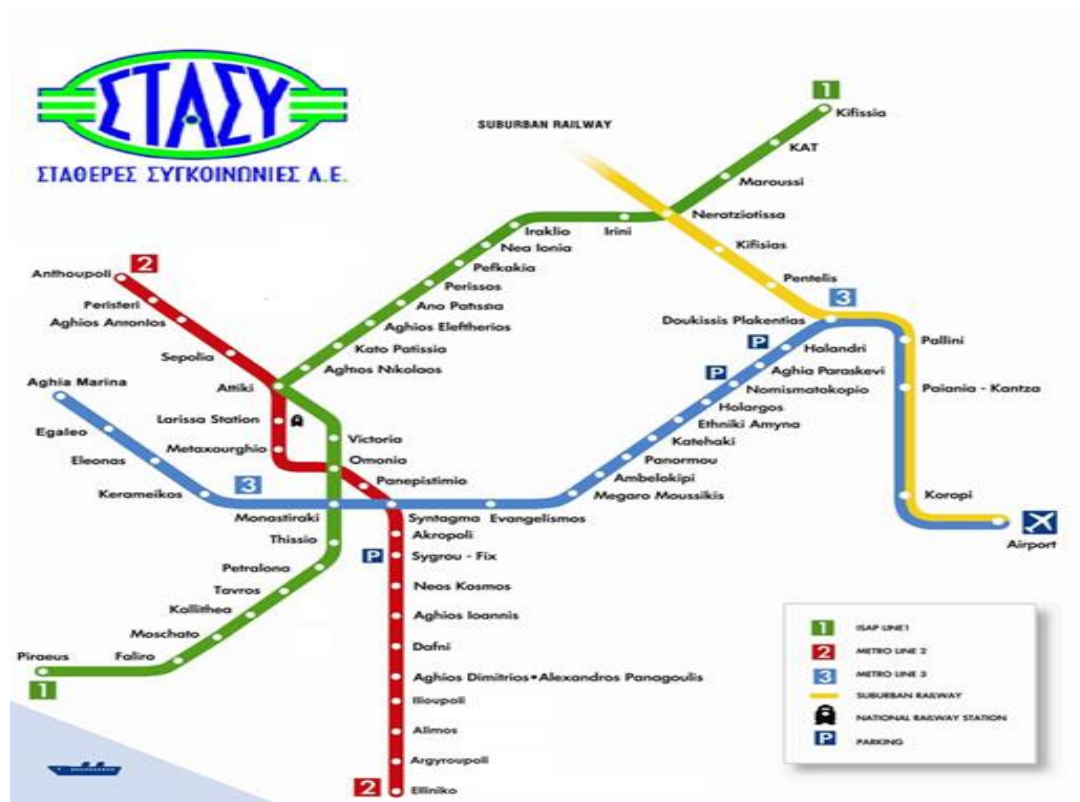 ΣΤΑΣΥ
ΣΤΑΘΕΡΕΣ ΣΥΓΚΟΙΝΩΝΙΕΣ Α.Ε.
SUBURBAN RAILWAY
1
Kifissia
KAT
Maroussi
Neratziotissa
Iraklio
Irini
Nea Ionia
Kifisias
Pefkakia
Pentelis
Perissos
Ano Patissia
Aghios Eleftherios
Kato Patissia
Aghios Nikolaos
2
Anthoupoli
Peristeri
Aghios Antonios
Sepolia
Attiki
3
Doukissis Plakentias
Pallini
P
Halandri
P
Aghia Paraskevi
Paiania - Kantza
Nomismatokopio
Holargos
Ethniki Amyna
Katehaki
Panormou
Ambelokipi
Megaro Moussikis
Koropi
Airport
Aghia Marina
Egaleo
Eleonas
Kerameikos
3
Larissa Station
Metaxourghio
Victoria
Omonia
Panepistimio
Monastiraki
Syntagma
Evangelismos
Thissio
Akropoli
P
Sygrou - Fix
Petralona
Tavros
Neos Kosmos
Kallithea
Aghios Ioannis
Moschato
Dafni
Piraeus
Faliro
1
Aghios Dimitrios•Alexandros Panagoulis
Ilioupoli
Alimos
Argyroupoli
2
Elliniko
1 ISAP LINE1
2 METRO LINE 2
3 METRO LINE 3
SUBURBAN RAILWAY
NATIONAL RAILWAY STATION
P PARKING